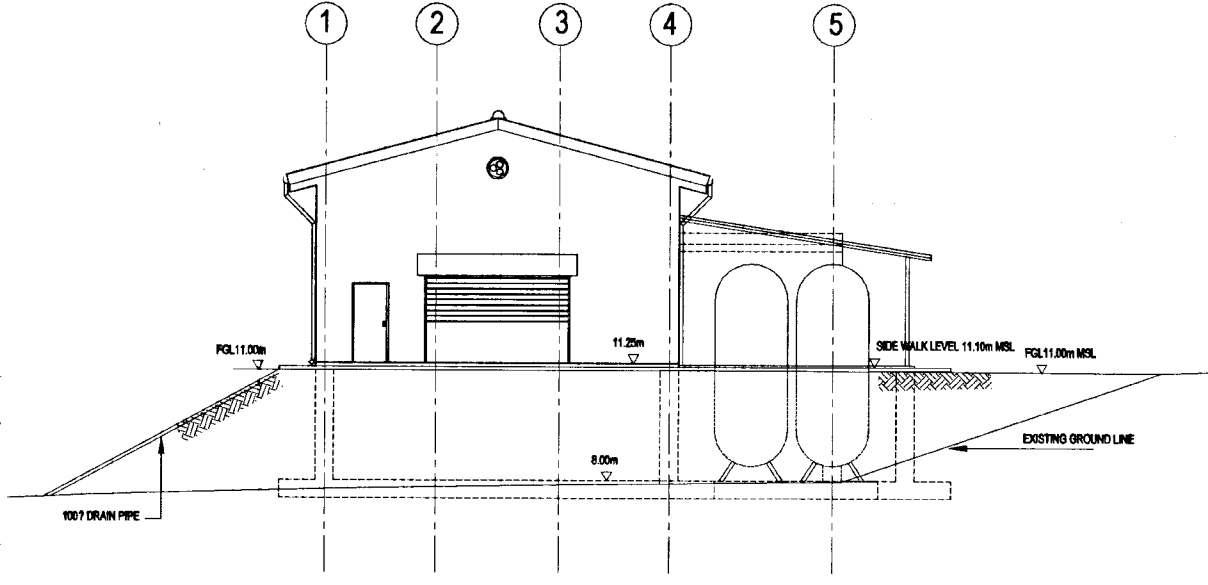 1 2 3 4 5
FGL11.00m
11.25m
SIDE WALK LEVEL 11.10m MSL
FGL11.00m MSL
EXISTING GROUND LINE
8.00m
100? DRAIN PIPE